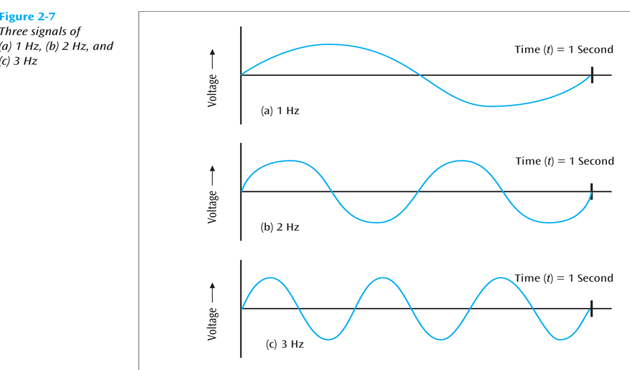 Figure 2-7
Three signals of
(a) 1 Hz, (b) 2 Hz, and
(c) 3 Hz
Voltage
Time (t) = 1 Second
(a) 1 Hz
Voltage
Time (t) = 1 Second
(b) 2 Hz
Voltage
Time (t) = 1 Second
(c) 3 Hz